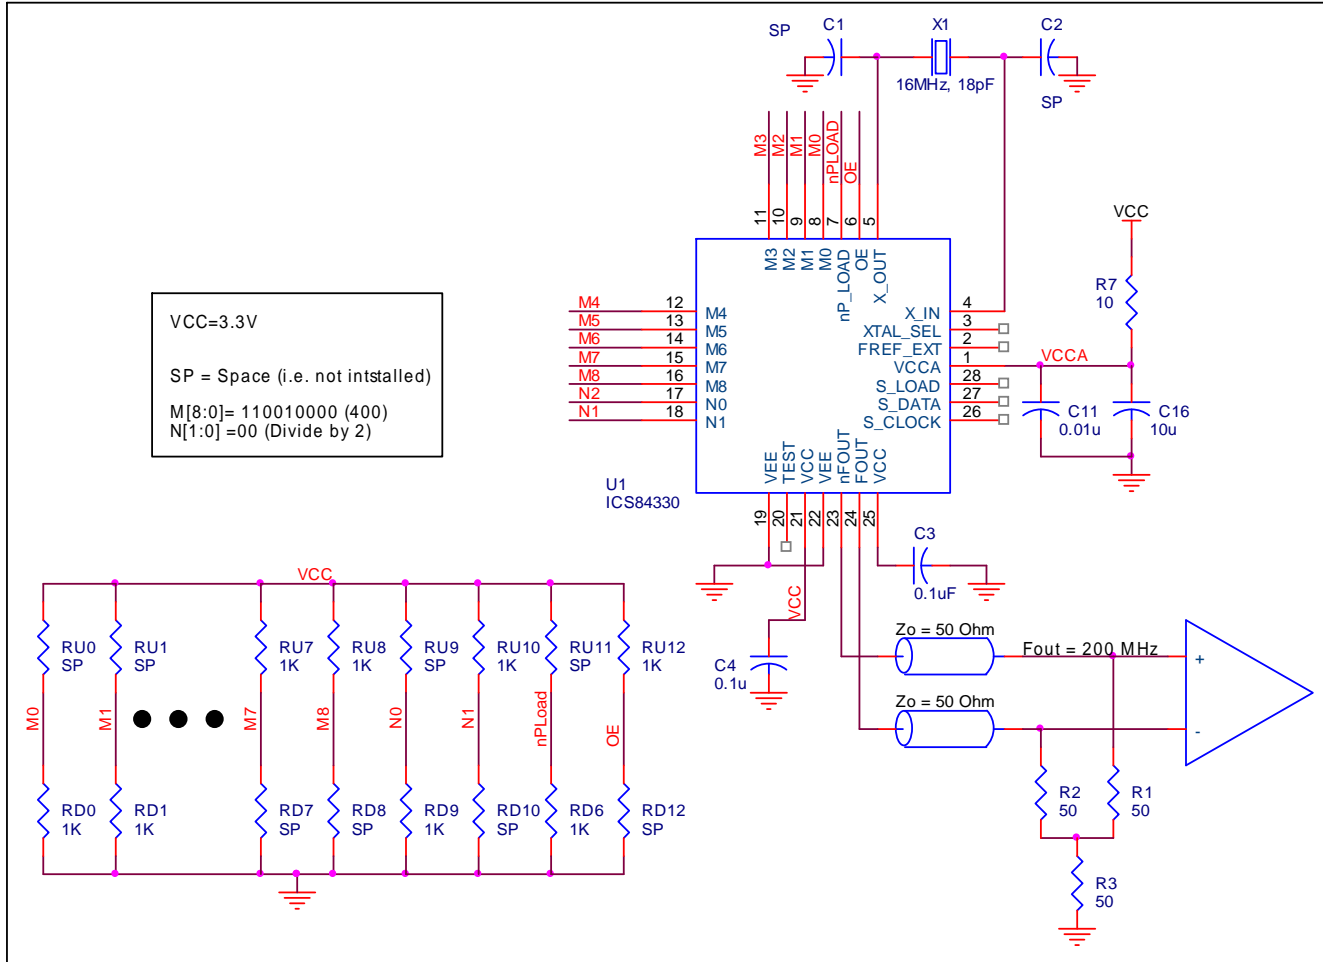 SP
C1
X1
C2
16MHz, 18pF
SP
M3
M2
M1
M0
nPLOAD
OE
11
10
9
8
7
6
5
M3
M2
M1
M0
nP_LOAD
OE
X_OUT
VCC
R7
10
VCC=3.3V
SP = Space (i.e. not intstalled)
M[8:0]= 110010000 (400)
N[1:0] =00 (Divide by 2)
M4
M5
M6
M7
M8
N2
N1
12
13
14
15
16
17
18
M4
M5
M6
M7
M8
N0
N1
X_IN
XTAL_SEL
FREF_EXT
VCCA
S_LOAD
S_DATA
S_CLOCK
4
3
2
1
28
27
26
VCCA
C11
0.01u
C16
10u
VEE
TEST
VCC
VEE
nFOUT
FOUT
VCC
U1
ICS84330
19
20
21
22
23
24
25
C3
0.1uF
VCC
C4
0.1u
Zo = 50 Ohm
Fout = 200 MHz
Zo = 50 Ohm
+
-
R2
50
R1
50
R3
50
VCC
RU0
SP
RU1
SP
RU7
1K
RU8
1K
RU9
SP
RU10
1K
RU11
SP
RU12
1K
M0
M1
M7
M8
N0
N1
nPLoad
OE
RD0
1K
RD1
1K
RD7
SP
RD8
SP
RD9
1K
RD10
SP
RD6
1K
RD12
SP